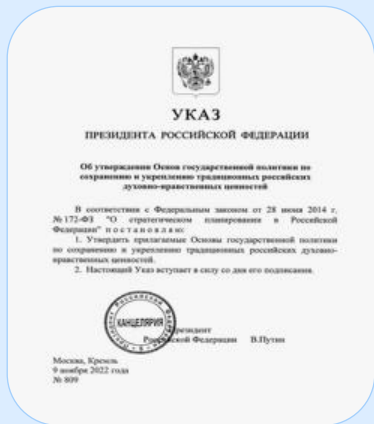 УКАЗ
ПРЕЗИДЕНТА РОССИЙСКОЙ ФЕДЕРАЦИИ
Об утверждении Основ государственной политики по
сохранению и укреплению традиционных российских
духовно-нравственных ценностей
В соответствии с Федеральным законом от 28 июня 2014 г.
№ 172-ФЗ "О стратегическом планировании в Российской
Федерации" п о с т а н о в л я ю:
1. Утвердить прилагаемые Основы государственной политики
по сохранению и укреплению традиционных российских духовно-
нравственных ценностей.
2. Настоящий Указ вступает в силу со дня его подписания.
КАНЦЕЛЯРИЯ
Президент
Российской Федерации В.Путин
Москва, Кремль
9 ноября 2022 года
№ 809